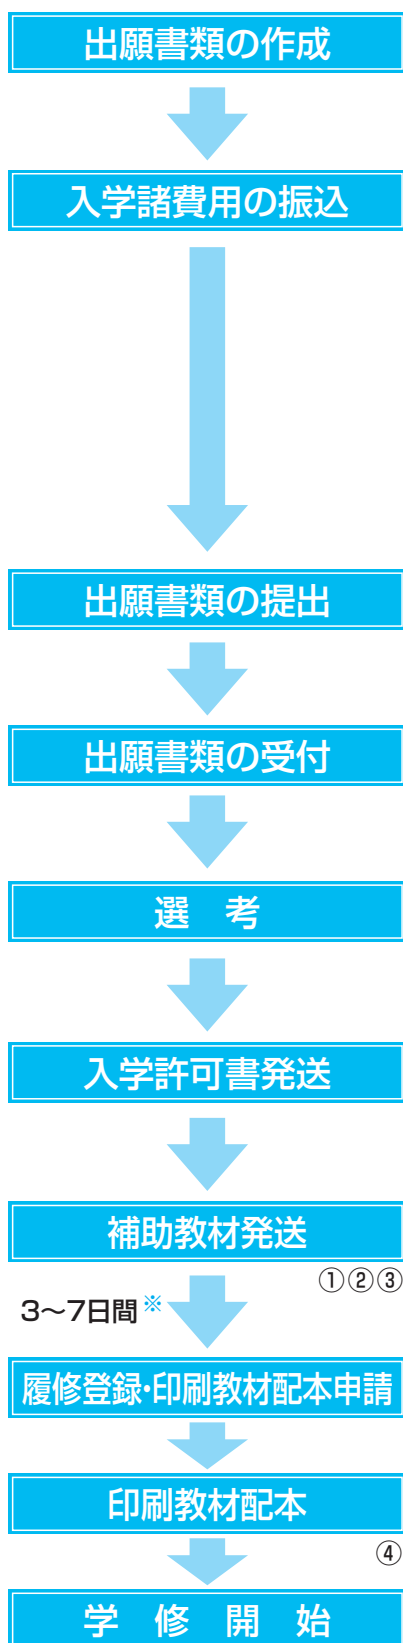 出願書類の作成
入学諸費用の振込
出願書類の提出
出願書類の受付
選　考
入学許可書発送
補助教材発送
①②③
3〜7日間※
履修登録・印刷教材配本申請
印刷教材配本
④
学　修　開　始